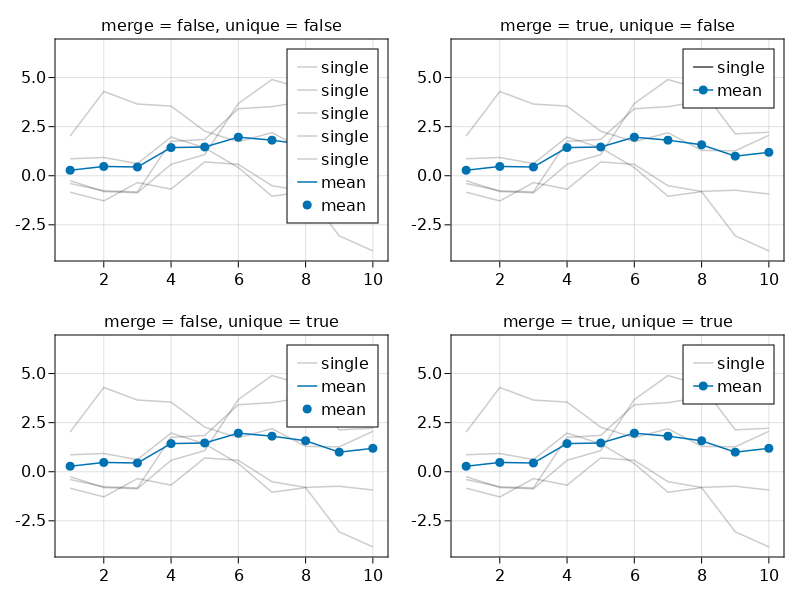 merge = false, unique = false
5.0
2.5
0.0
-2.5
single
single
single
single
single
mean
mean
2 4 6 8 10
merge = true, unique = false
5.0
2.5
0.0
-2.5
single
mean
2 4 6 8 10
merge = false, unique = true
5.0
2.5
0.0
-2.5
single
mean
mean
2 4 6 8 10
merge = true, unique = true
5.0
2.5
0.0
-2.5
single
mean
2 4 6 8 10